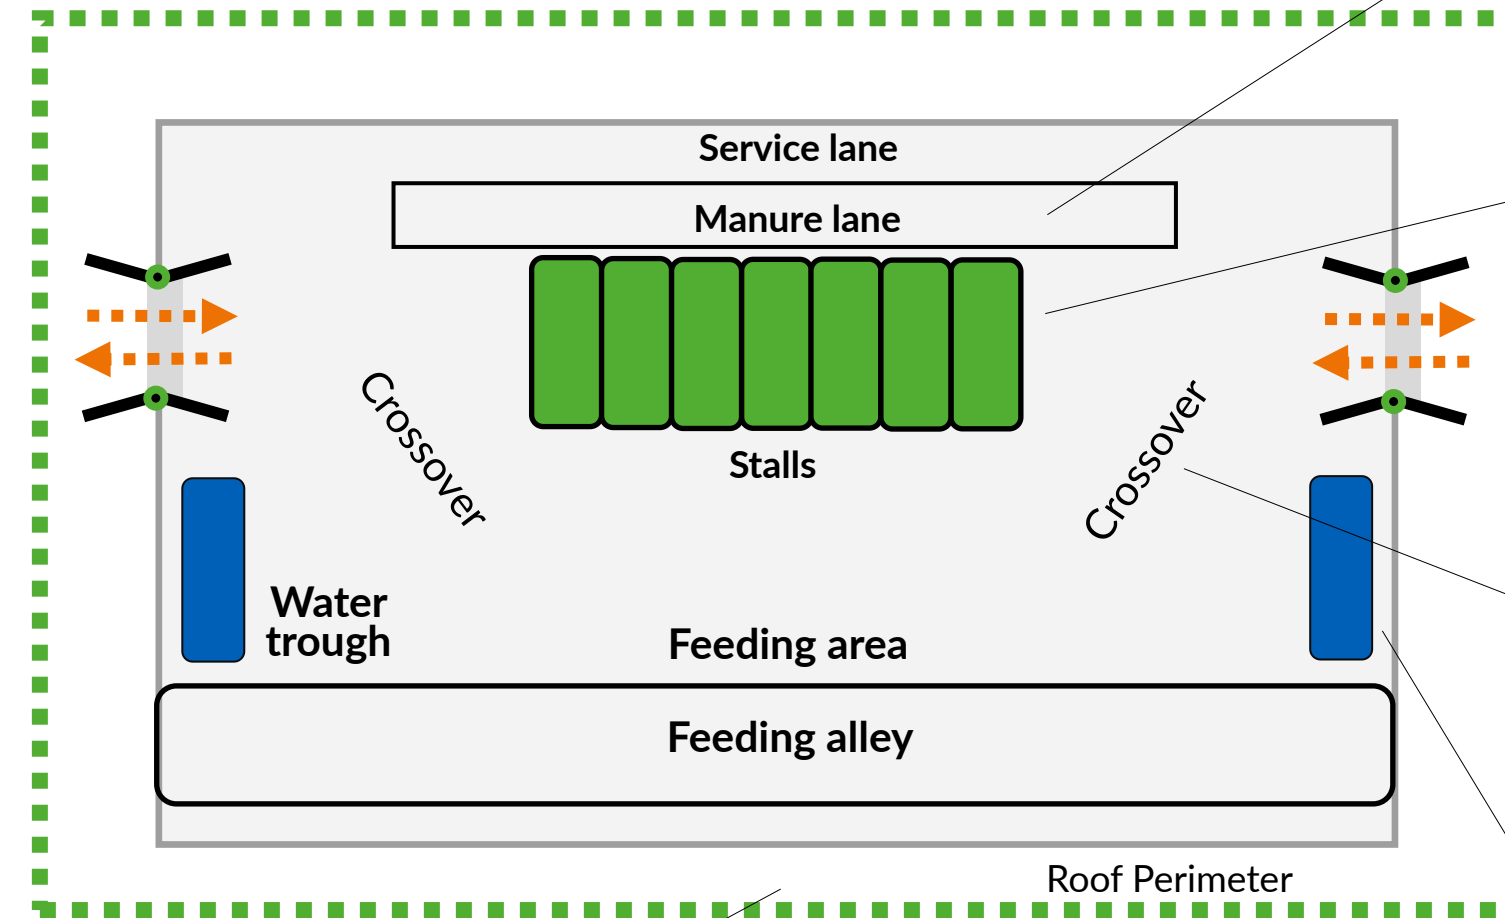 Service lane
Manure lane
Crossover
Crossover
Stalls
Water
trough
Feeding area
Feeding alley
Roof Perimeter